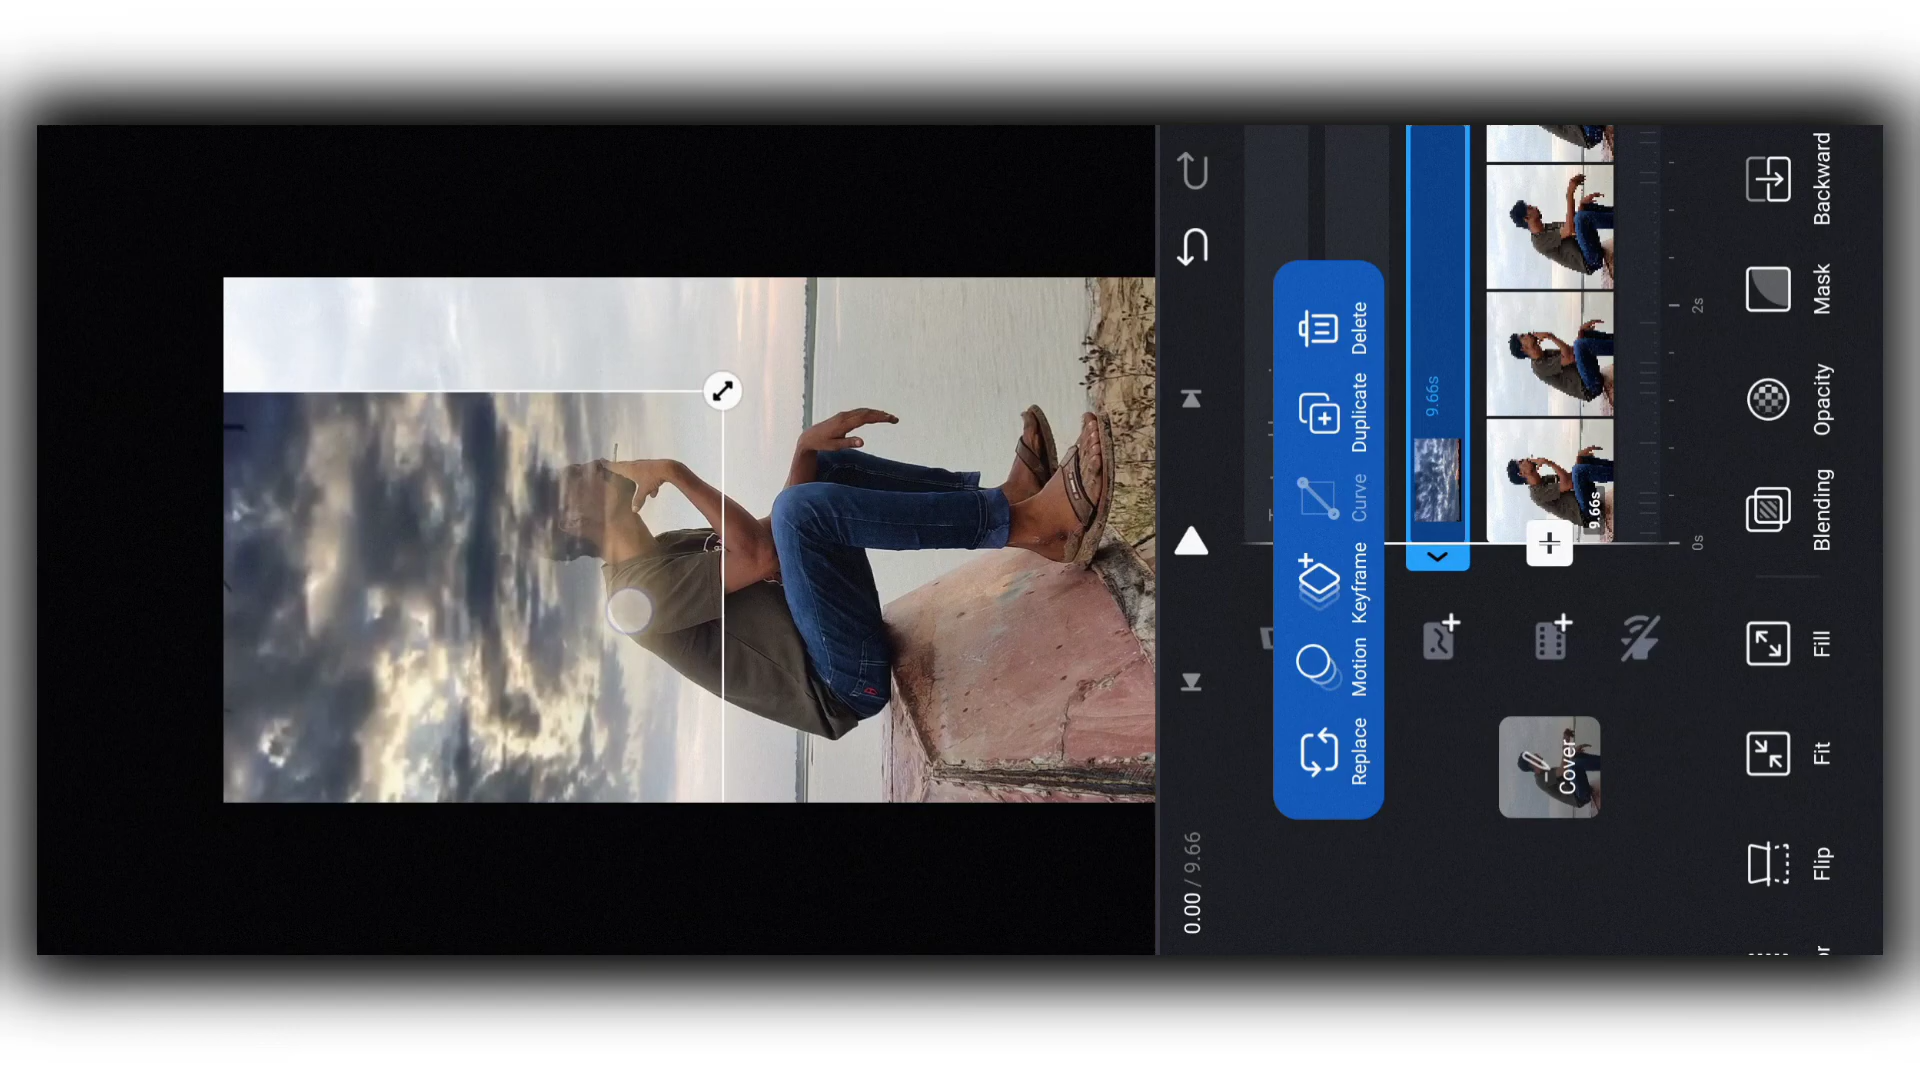 0.00 / 9.66
Replace
Motion
Keyframe
Curve
Duplicate
Delete
9.66s
Cover
9.66s
0s
2s
Flip
Fit
Fill
Blending
Opacity
Mask
Backward